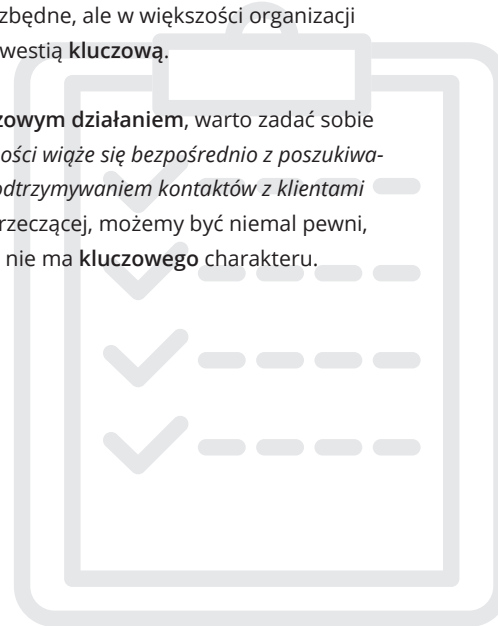 zbędne, ale w większości organizacji
westią kluczową.
zowym działaniem, warto zadać sobie
ości wiąże się bezpośrednio z poszukiwa-
odtrzymywaniem kontaktów z klientami
rzeczącej, możemy być niemal pewni,
nie ma kluczowego charakteru.